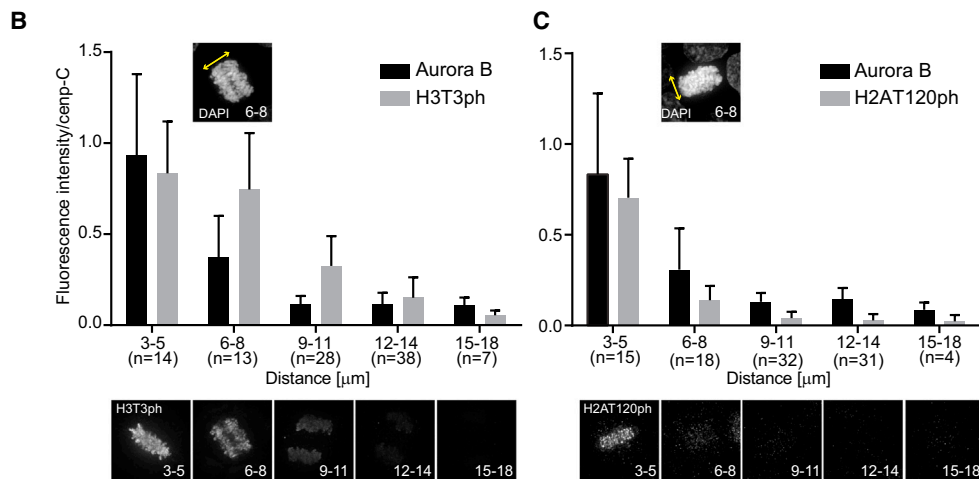 B
Fluorescence intensity/cenp-C
1.5
1.0
0.5
0.0
DAPI 6-8
Aurora B
H3T3ph
3-5 6-8 9-11 12-14 15-18
(n=14) (n=13) (n=28) (n=38) (n=7)
Distance [μm]
H3T3ph
3-5 6-8 9-11 12-14 15-18
C
1.5
1.0
0.5
0.0
DAPI 6-8
Aurora B
H2AT120ph
3-5 6-8 9-11 12-14 15-18
(n=15) (n=18) (n=32) (n=31) (n=4)
Distance [μm]
H2AT120ph
3-5 6-8 9-11 12-14 15-18